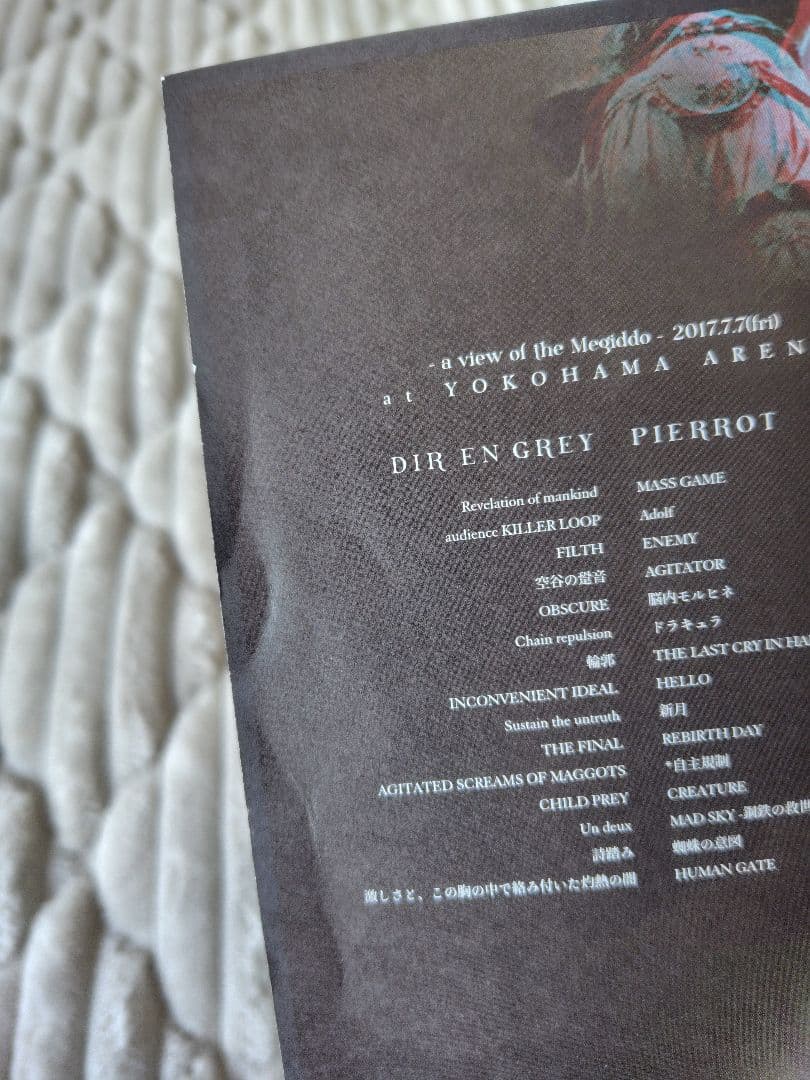 - a view of the Megiddo - 2017.7.7(fri)
at YOKOHAMA AREN
DIR EN GREY
Revelation of mankind
audience KILLER LOOP
FILTH
空谷の跫音
OBSCURE
Chain repulsion
輪郭
INCONVENIENT IDEAL
Sustain the untruth
THE FINAL
AGITATED SCREAMS OF MAGGOTS
CHILD PREY
Un deux
詩踏み
激しさと、この胸の中で絡み付いた灼熱の闇
PIERROT
MASS GAME
Adolf
ENEMY
AGITATOR
脳内モルヒネ
ドラキュラ
THE LAST CRY IN HA
HELLO
新月
REBIRTH DAY
*自主規制
CREATURE
MAD SKY -鋼鉄の救世
蜘蛛の意図
HUMAN GATE